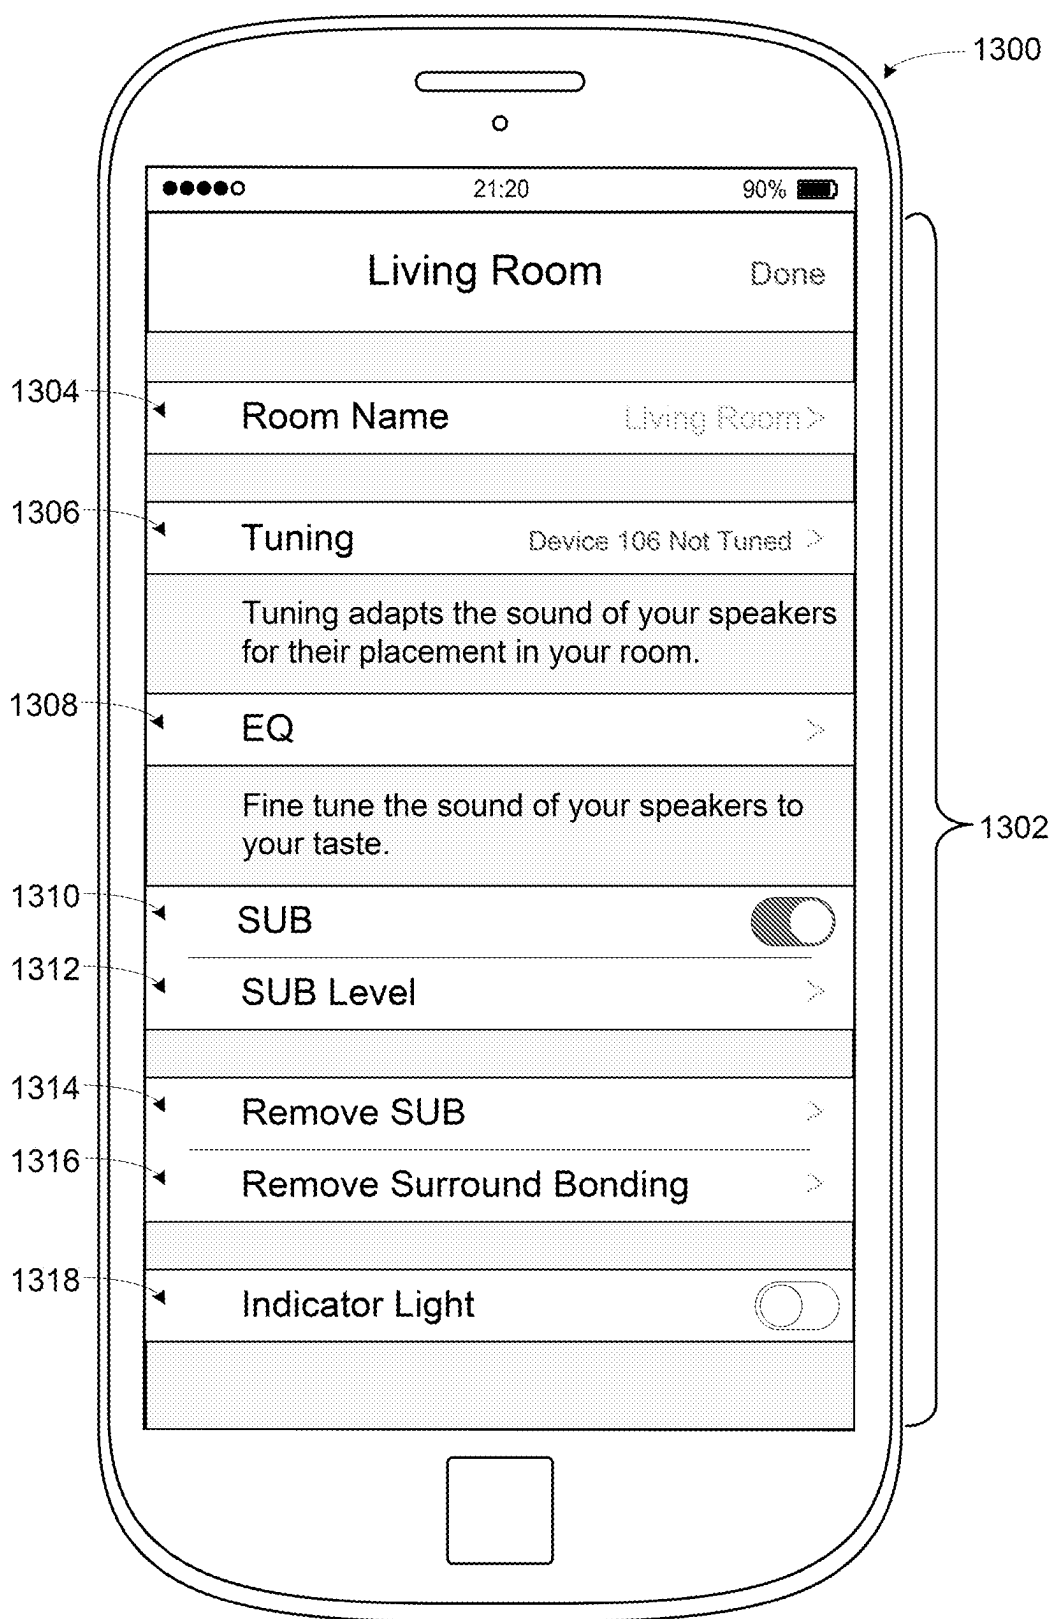 1300
21:20 90%
Living Room Done
1304 Room Name Living Room >
1306 Tuning Device 106 Not Tuned >
Tuning adapts the sound of your speakers
for their placement in your room.
1308 EQ >
Fine tune the sound of your speakers to
your taste.
1302
1310 SUB
1312 SUB Level >
1314 Remove SUB >
1316 Remove Surround Bonding >
1318 Indicator Light